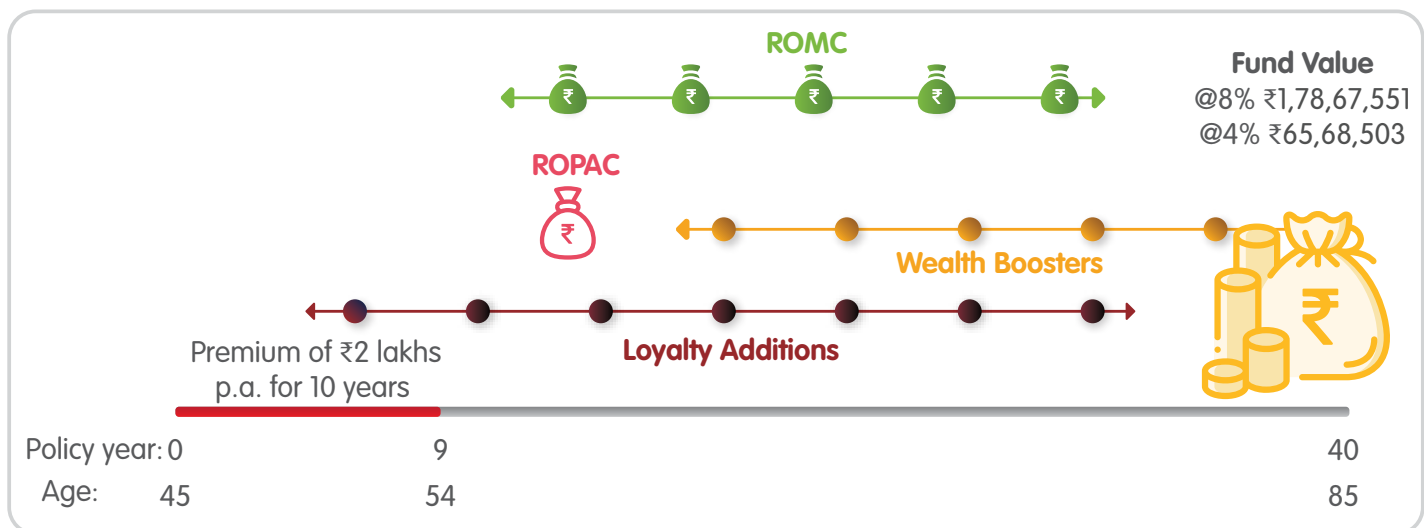 ROMC
₹ ₹ ₹ ₹ ₹
Fund Value
@8% ₹1,78,67,551
@4% ₹65,68,503
ROPAC
₹
Wealth Boosters
₹
Loyalty Additions
Premium of ₹2 lakhs
p.a. for 10 years
Policy year: 0 9 40
Age: 45 54 85